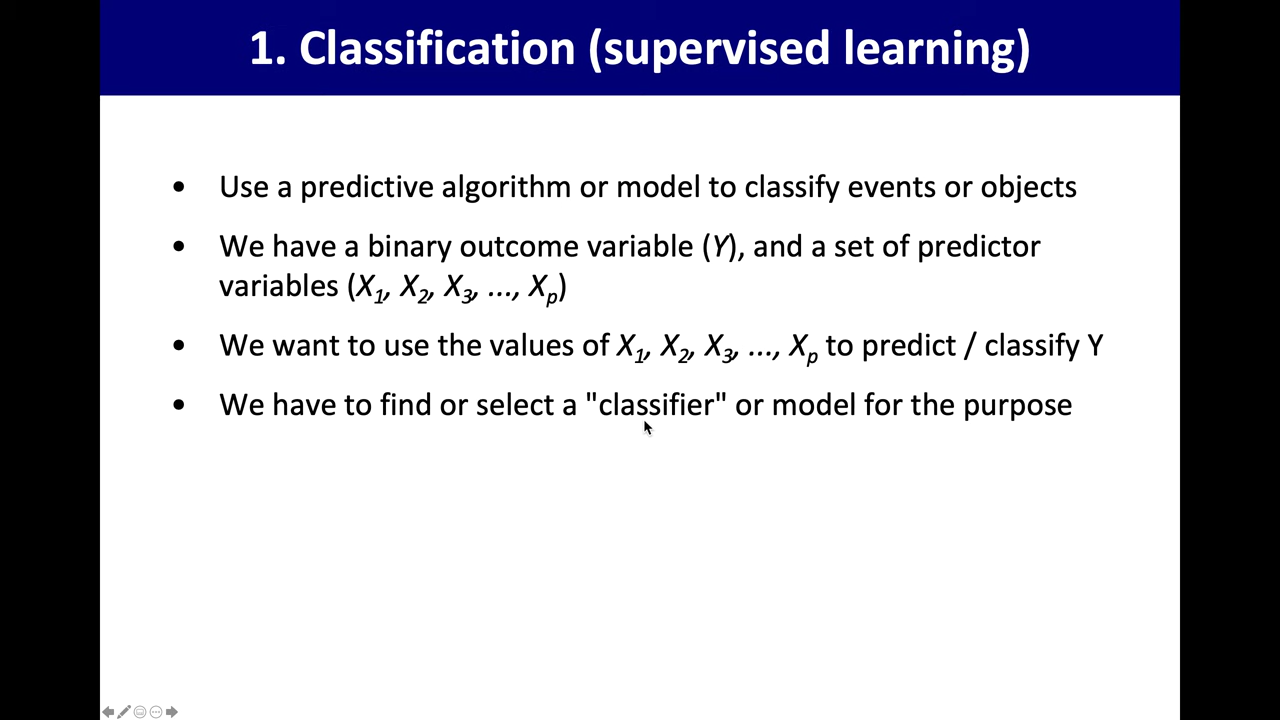 1. Classification (supervised learning)
• Use a predictive algorithm or model to classify events or objects
• We have a binary outcome variable (Y), and a set of predictor
variables (X1, X2, X3, ..., Xp)
• We want to use the values of X1, X2, X3, ..., Xp to predict / classify Y
• We have to find or select a "classifier" or model for the purpose